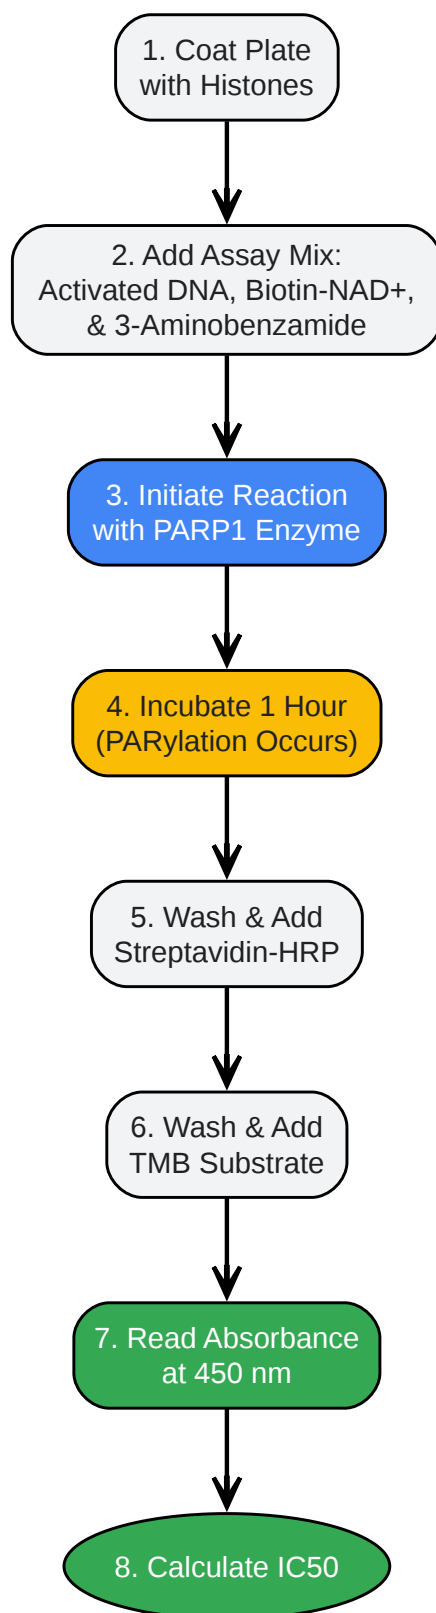 1. Coat Plate
with Histones
2. Add Assay Mix:
Activated DNA, Biotin-NAD+,
& 3-Aminobenzamide
3. Initiate Reaction
with PARP1 Enzyme
4. Incubate 1 Hour
(PARylation Occurs)
5. Wash & Add
Streptavidin-HRP
6. Wash & Add
TMB Substrate
7. Read Absorbance
at 450 nm
8. Calculate IC50